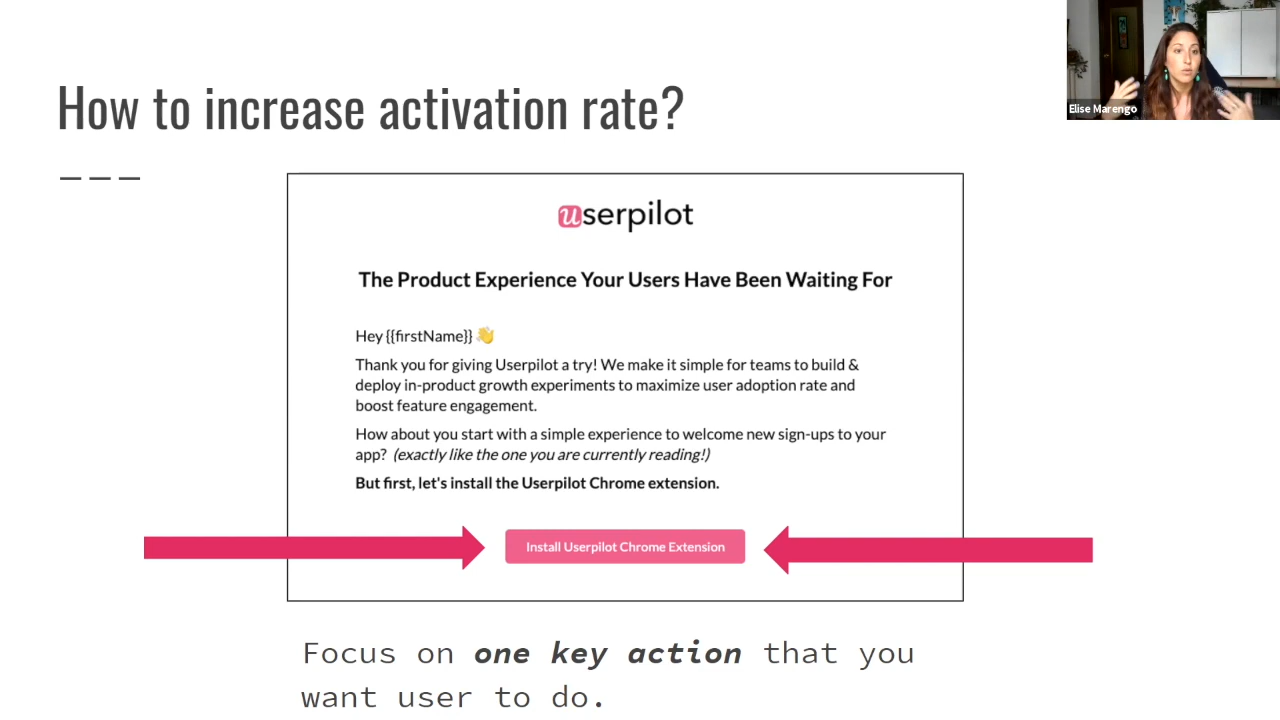 How to increase activation rate?
Elise Marengo
userpilot
The Product Experience Your Users Have Been Waiting For
Hey {{firstName}} 👋
Thank you for giving Userpilot a try! We make it simple for teams to build &
deploy in-product growth experiments to maximize user adoption rate and
boost feature engagement.
How about you start with a simple experience to welcome new sign-ups to your
app? (exactly like the one you are currently reading!)
But first, let's install the Userpilot Chrome extension.
Install Userpilot Chrome Extension
Focus on one key action that you
want user to do.